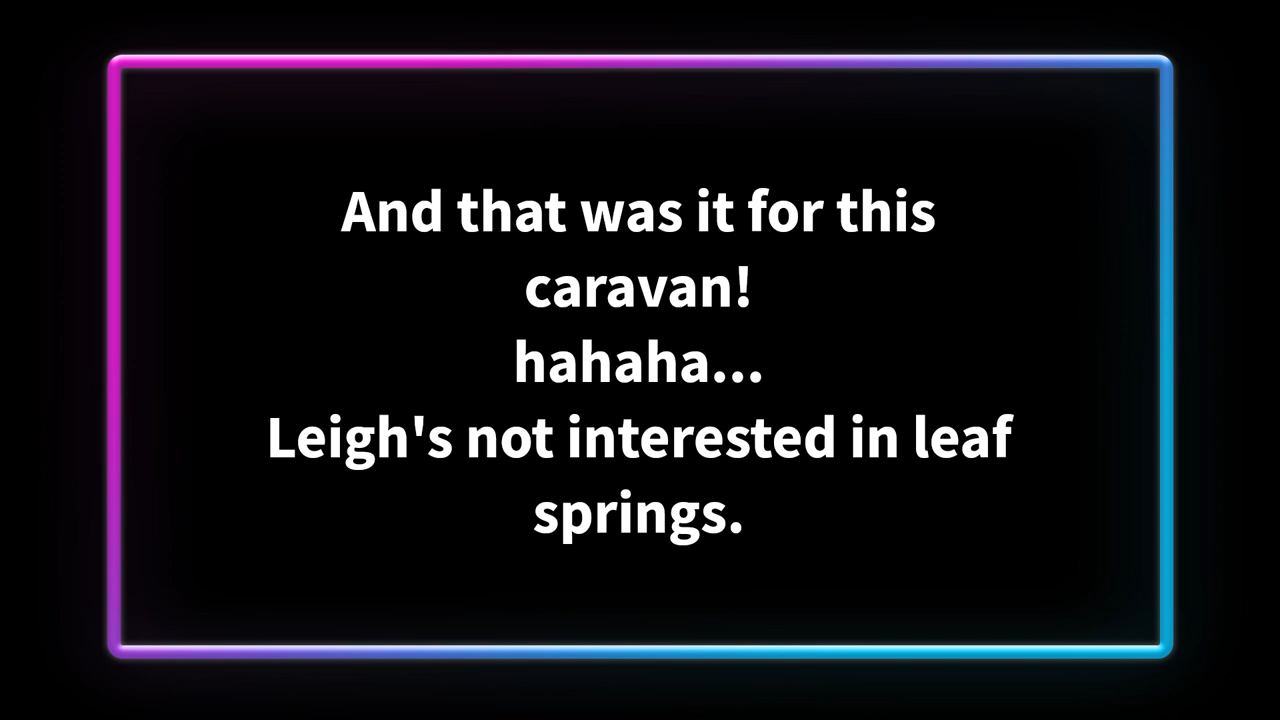 And that was it for this
caravan!
hahaha...
Leigh's not interested in leaf
springs.